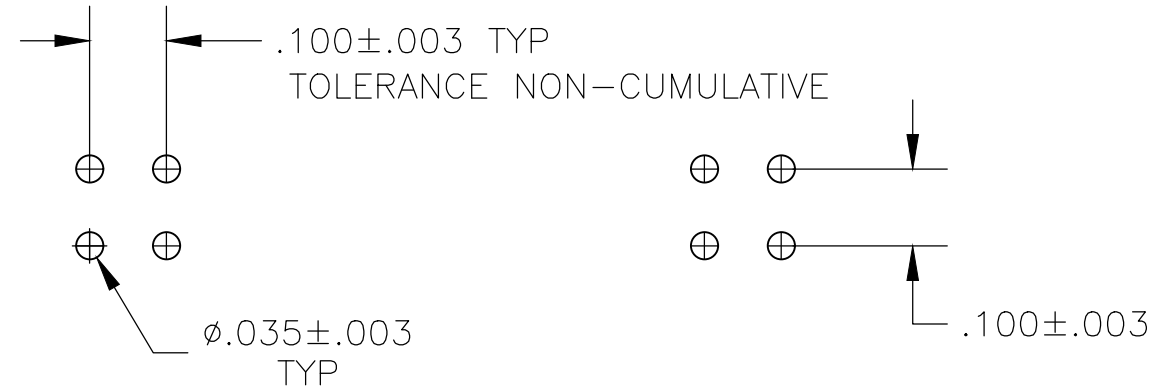 .100±.003 TYP
TOLERANCE NON-CUMULATIVE
ø.035±.003
TYP
.100±.003